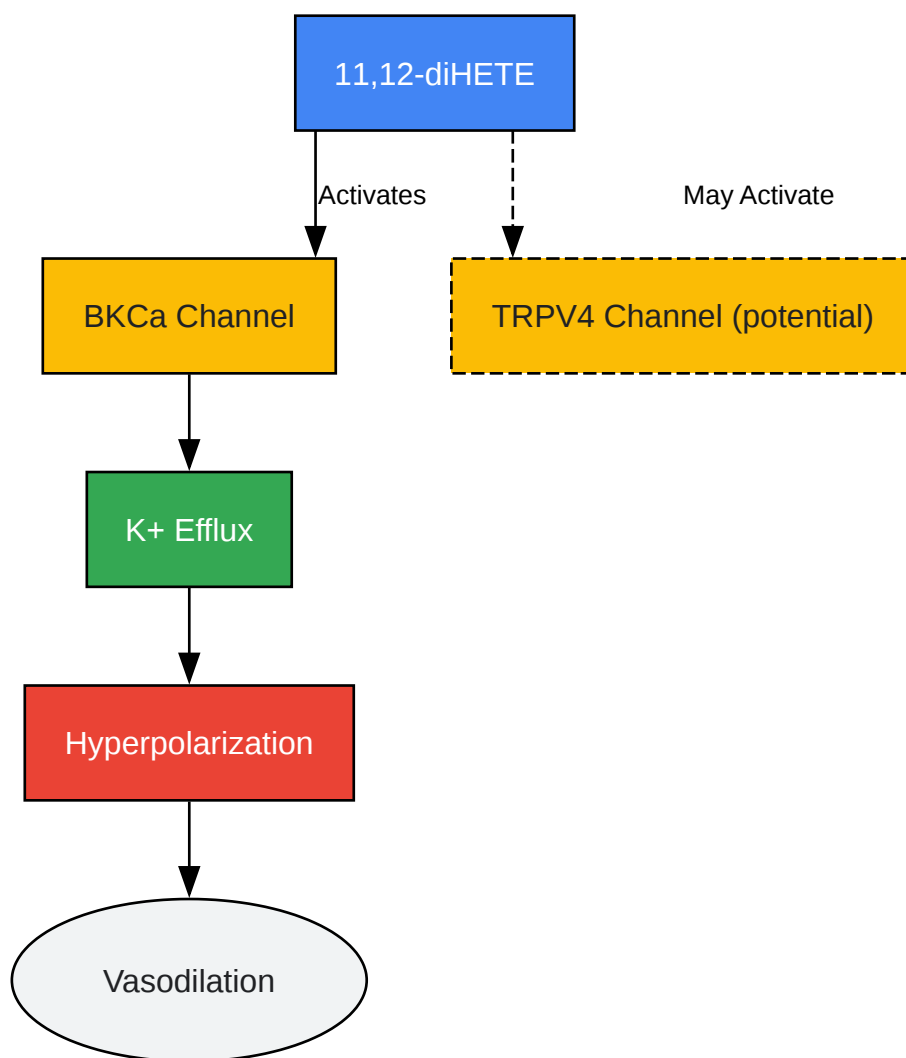 11,12-diHETE
Activates
May Activate
BKCa Channel
TRPV4 Channel (potential)
K+ Efflux
Hyperpolarization
Vasodilation